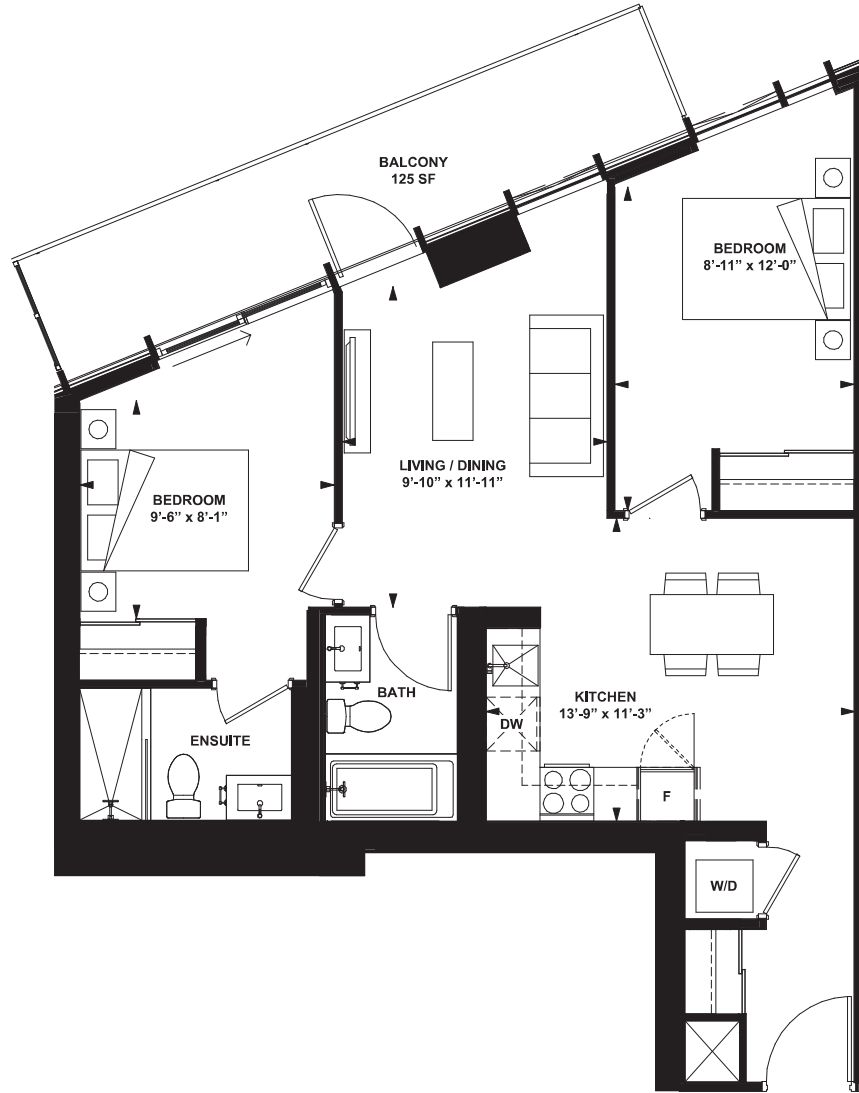 BALCONY
125 SF
BEDROOM
8'-11” x 12'-0”
LIVING / DINING
9'-10” x 11'-11”
BEDROOM
9'-6” x 8'-1”
BATH
KITCHEN
13'-9” x 11'-3”
DW
ENSUITE
F
W/D